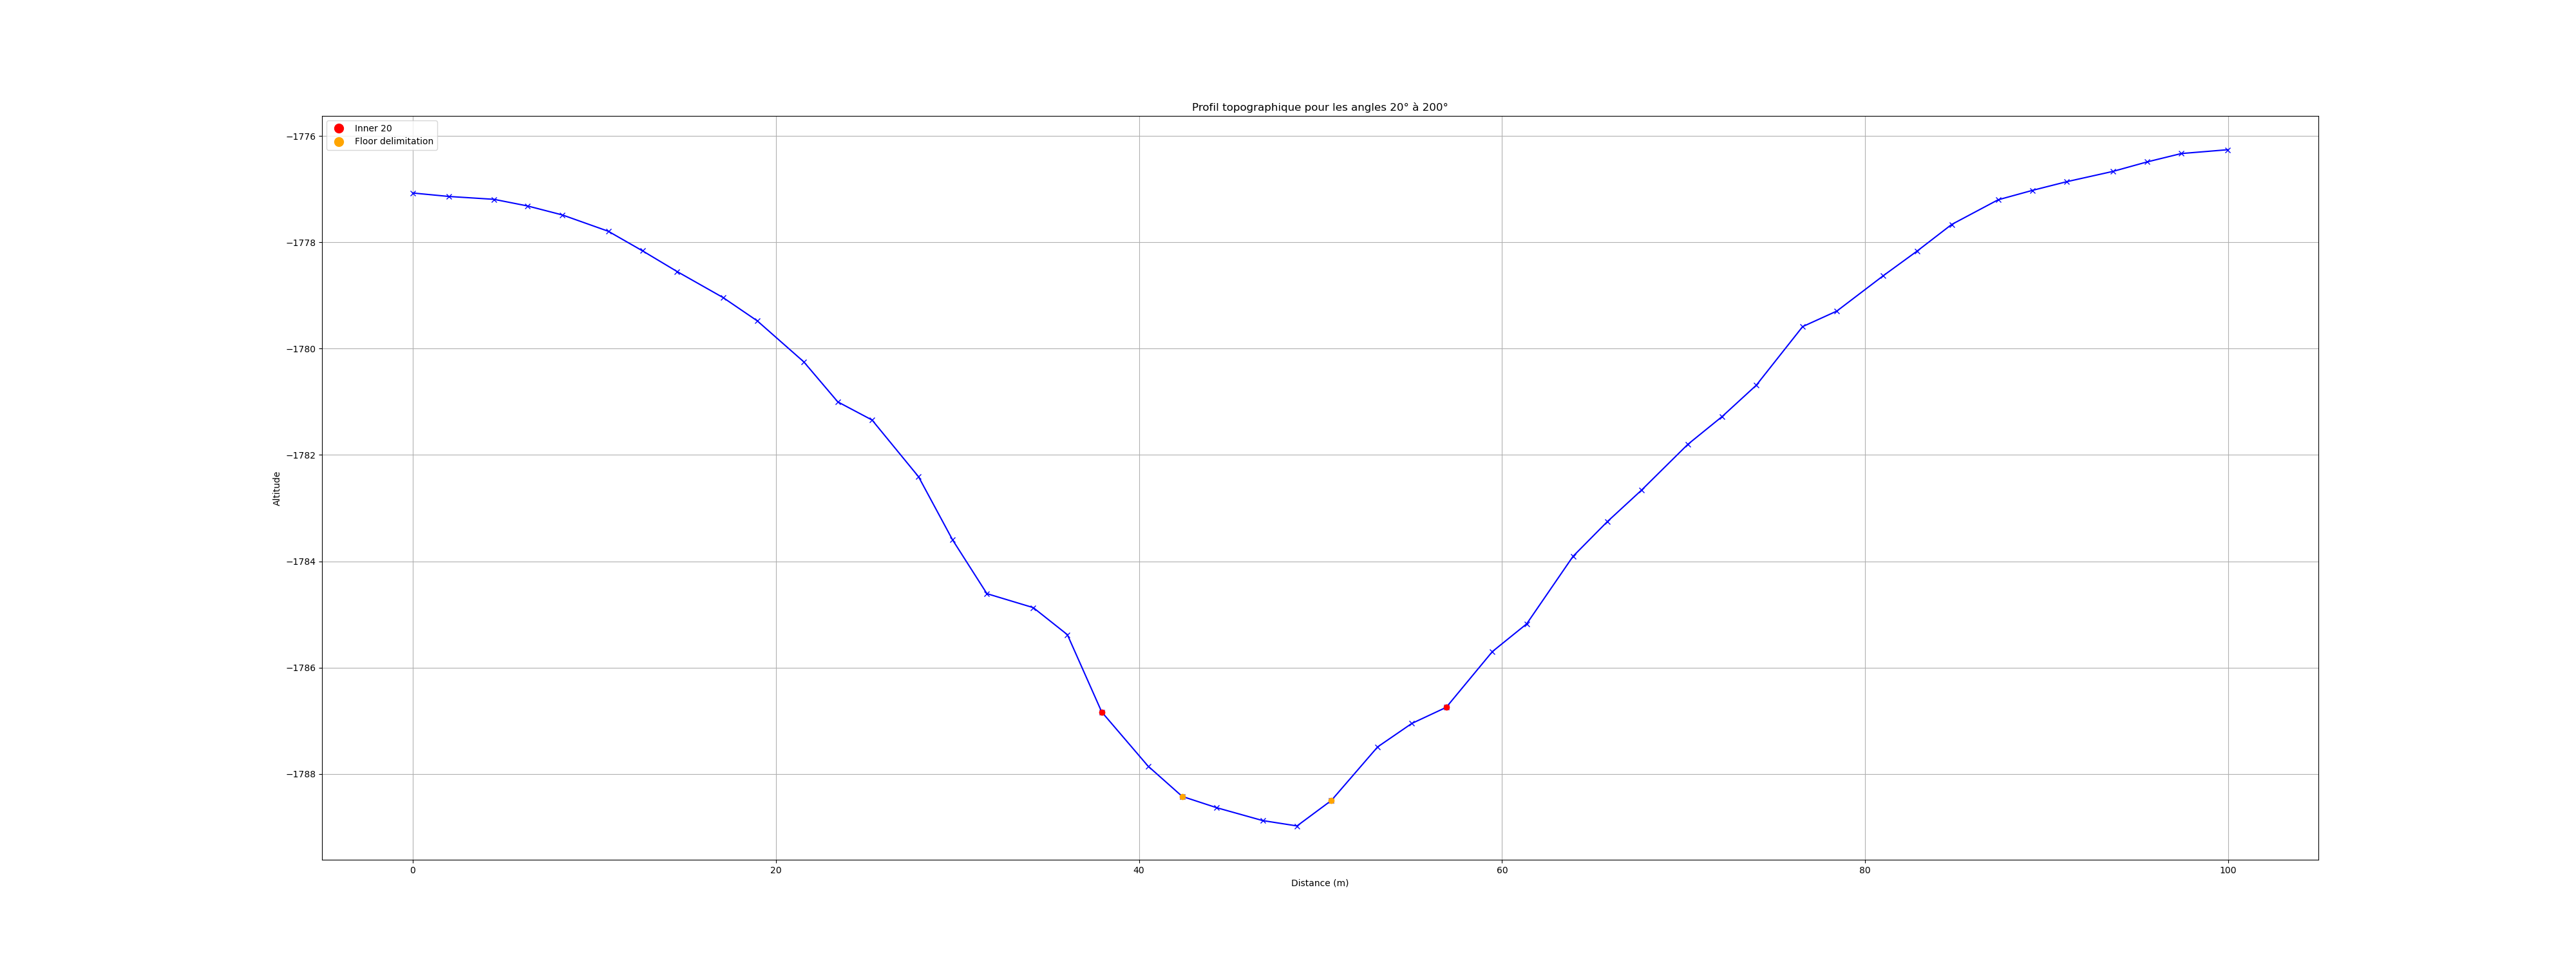 Profil topographique pour les angles 20° à 200°
Inner 20
Floor delimitation
−1776
−1778
−1780
−1782
−1784
−1786
−1788
Altitude
0
20
40
60
80
100
Distance (m)